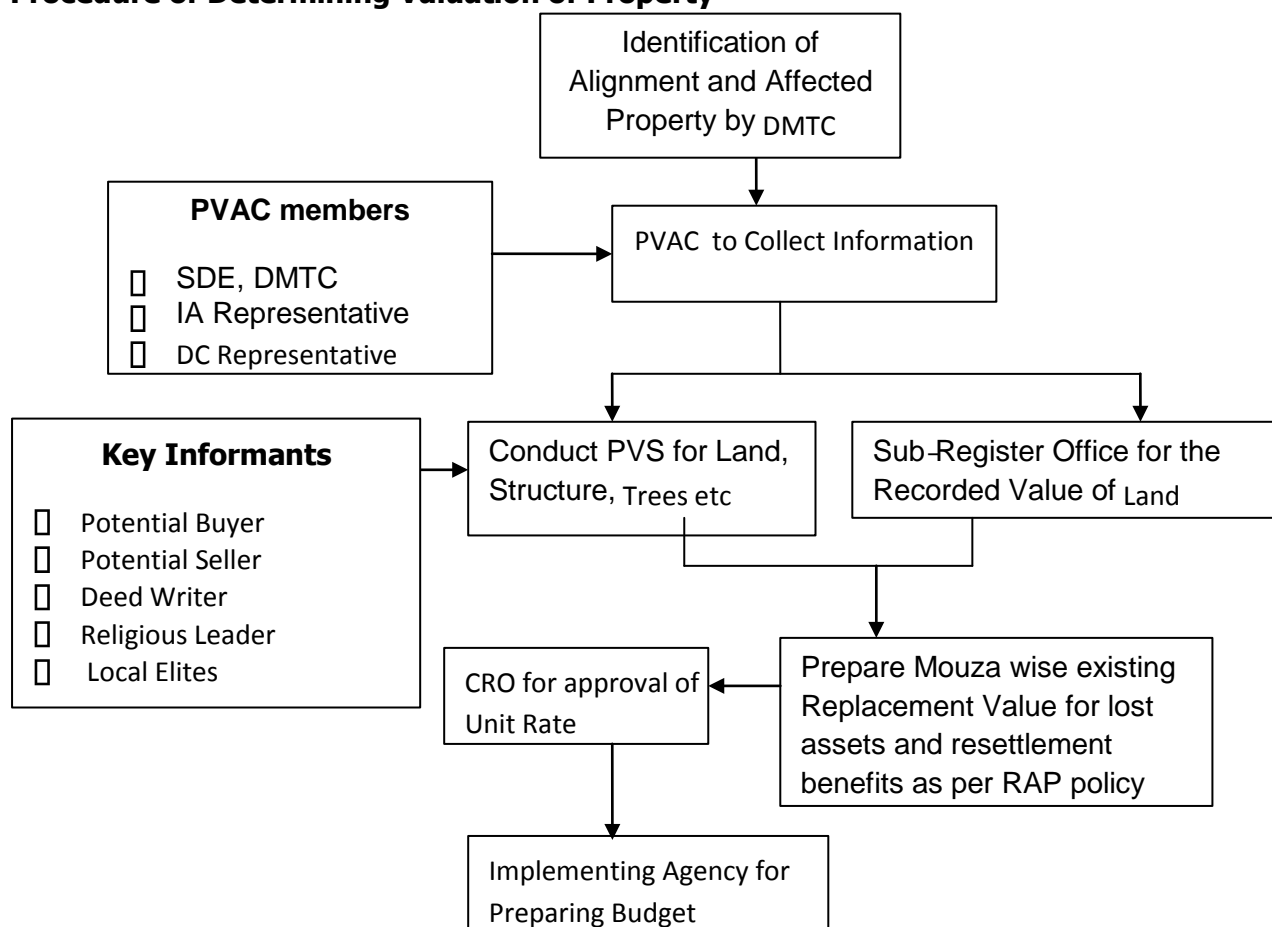 Procedure of Determining Valuation of Property
Identification of
Alignment and Affected
Property by DMTC
PVAC members
SDE, DMTC
IA Representative
DC Representative
PVAC to Collect Information
Key Informants
Potential Buyer
Potential Seller
Deed Writer
Religious Leader
Local Elites
Conduct PVS for Land,
Structure, Trees etc
Sub-Register Office for the
Recorded Value of Land
CRO for approval of
Unit Rate
Prepare Mouza wise existing
Replacement Value for lost
assets and resettlement
benefits as per RAP policy
Implementing Agency for
Preparing Budget